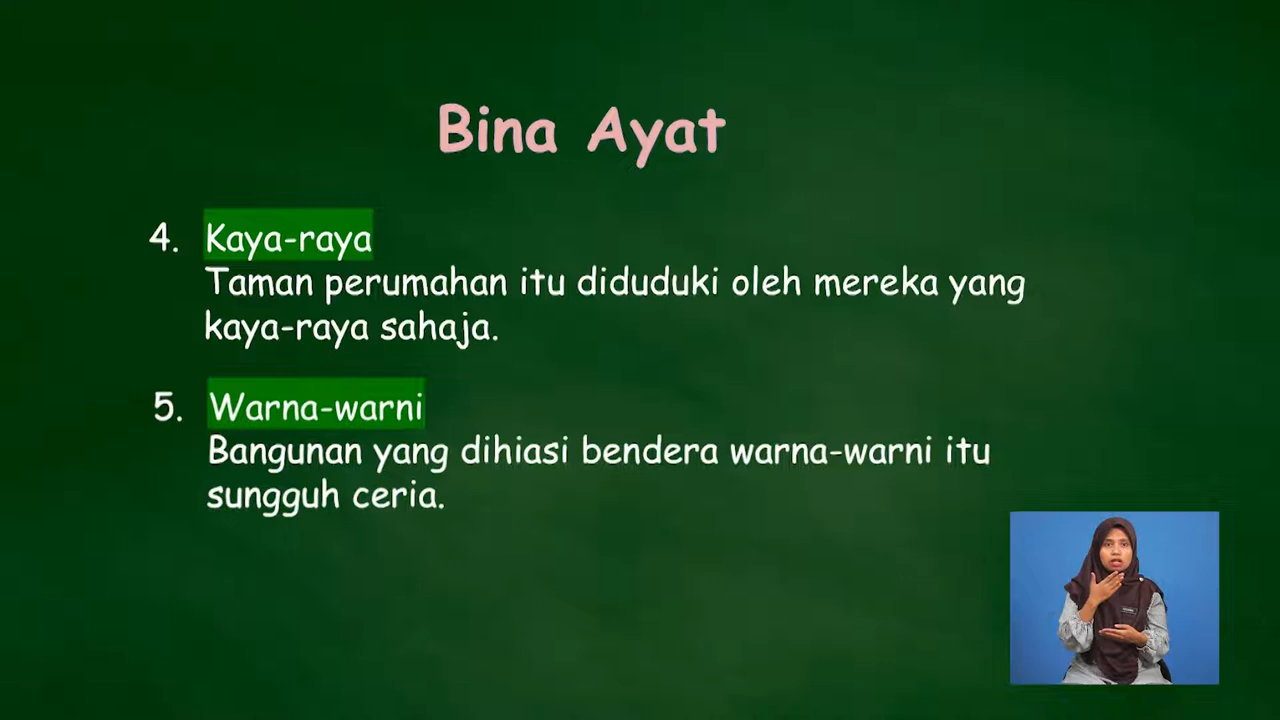 Bina Ayat
4. Kaya-raya
Taman perumahan itu diduduki oleh mereka yang
kaya-raya sahaja.
5. Warna-warni
Bangunan yang dihiasi bendera warna-warni itu
sungguh ceria.